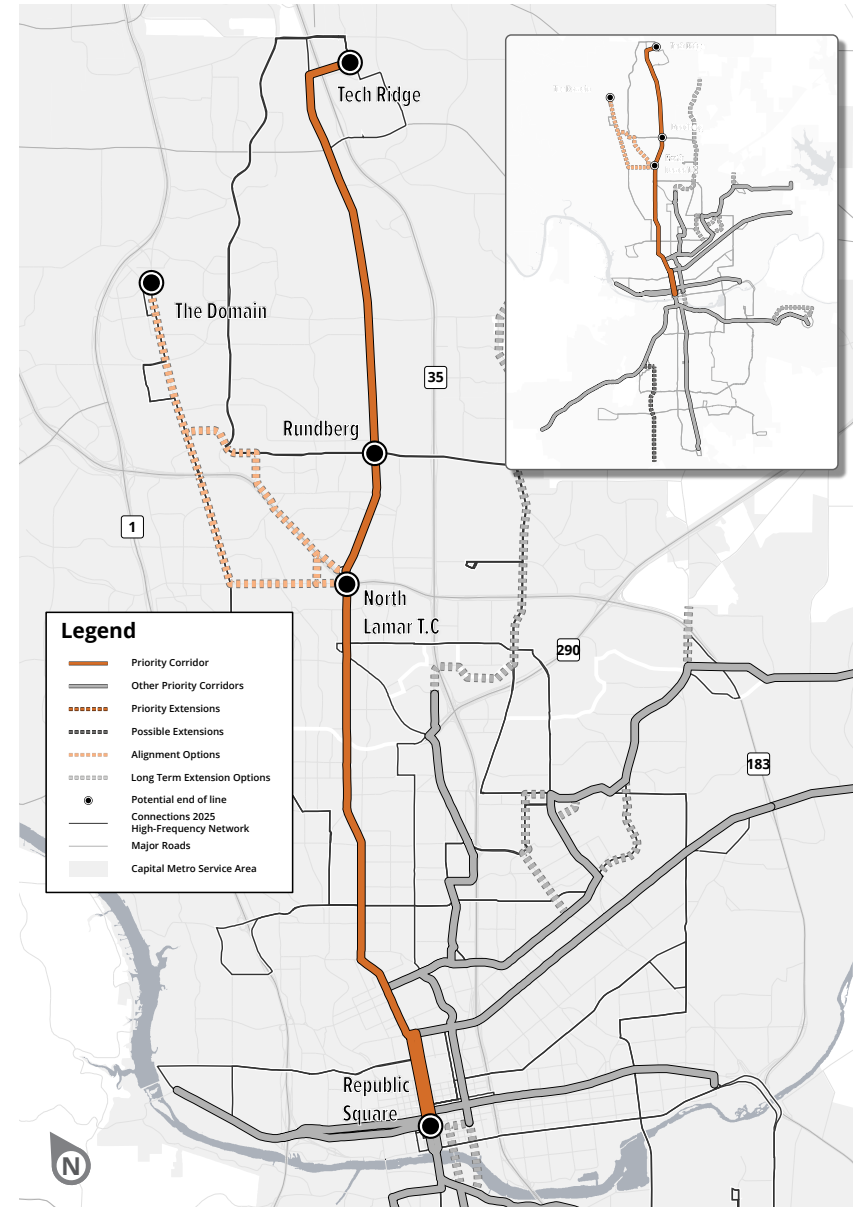 Tech Ridge
The Domain
35
Rundberg
1
North
Lamar T.C
290
183
Legend
Priority Corridor
Other Priority Corridors
Priority Extensions
Possible Extensions
Alignment Options
Long Term Extension Options
Potential end of line
Connections 2025
High-Frequency Network
Major Roads
Capital Metro Service Area
Republic
Square
N